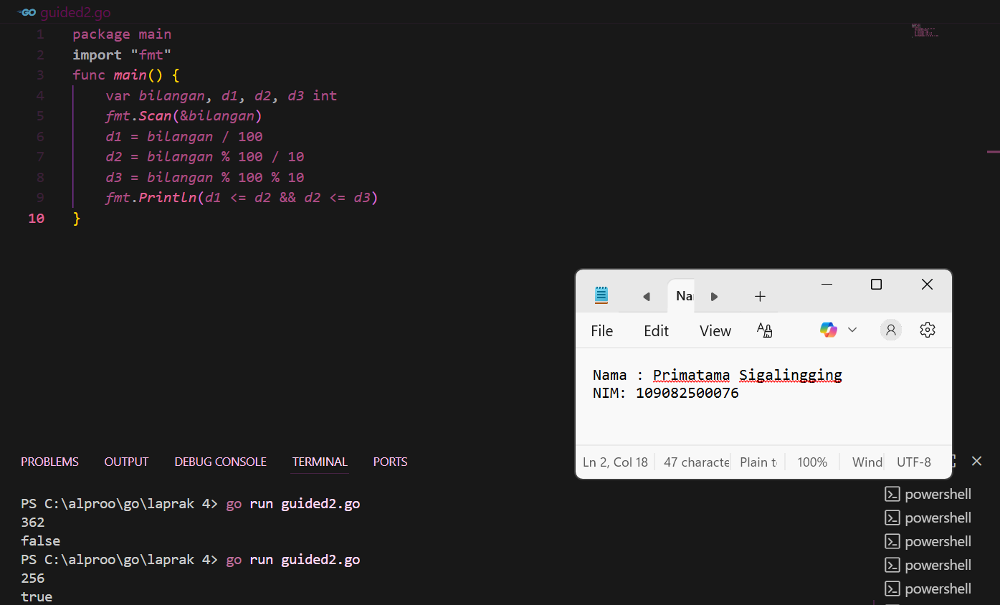 GO guided2.go
1 package main
2 import "fmt"
3 func main() {
4 var bilangan, d1, d2, d3 int
5 fmt.Scan(&bilangan)
6 d1 = bilangan / 100
7 d2 = bilangan % 100 / 10
8 d3 = bilangan % 100 % 10
9 fmt.Println(d1 <= d2 && d2 <= d3)
10 }
Nar
File Edit View
Nama : Primatama Sigalingging
NIM: 109082500076
Ln 2, Col 18 47 characte Plain t 100% Wind UTF-8
PROBLEMS OUTPUT DEBUG CONSOLE TERMINAL PORTS
PS C:\alproo\go\laprak 4> go run guided2.go
362
false
PS C:\alproo\go\laprak 4> go run guided2.go
256
true
powershell
powershell
powershell
powershell
powershell